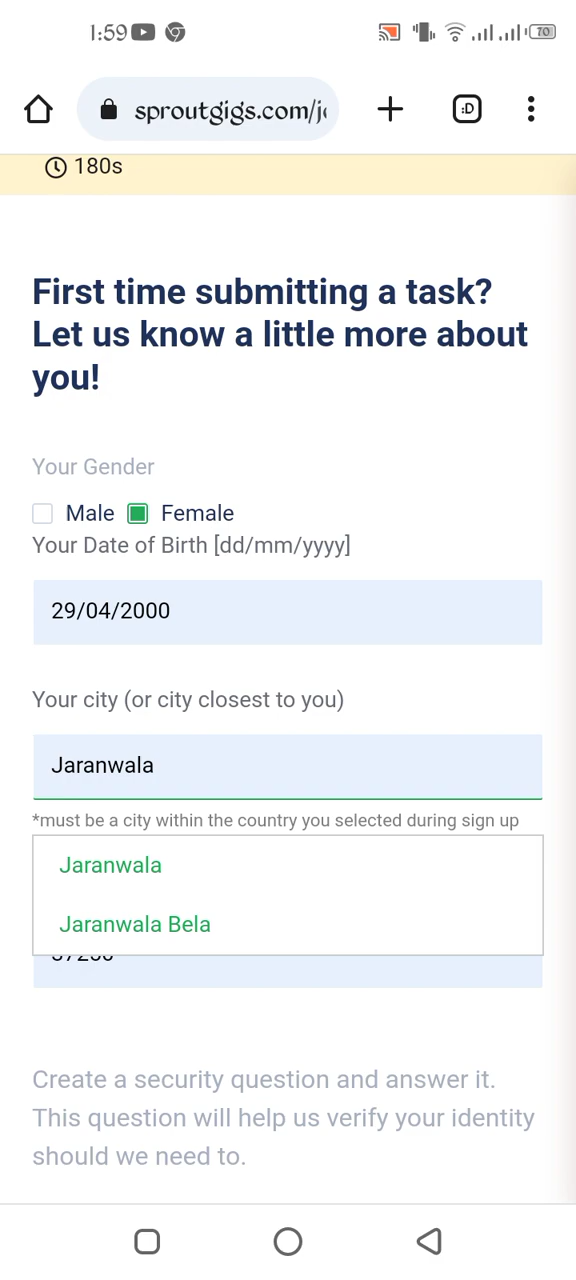 1:59
70
sproutgigs.com/j
:D
180s
First time submitting a task?
Let us know a little more about
you!
Your Gender
Male Female
Your Date of Birth [dd/mm/yyyy]
29/04/2000
Your city (or city closest to you)
Jaranwala
*must be a city within the country you selected during sign up
Jaranwala
Jaranwala Bela
Create a security question and answer it.
This question will help us verify your identity
should we need to.